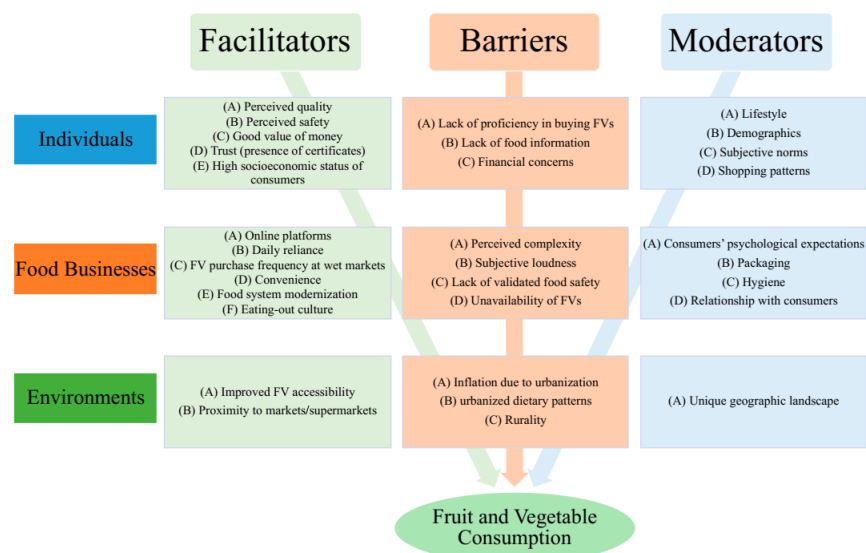 Facilitators
Barriers
Moderators
Individuals
(A) Perceived quality
(B) Perceived safety
(C) Good value of money
(D) Trust (presence of certificates)
(E) High socioeconomic status of
consumers
(A) Lack of proficiency in buying FVs
(B) Lack of food information
(C) Financial concerns
(A) Lifestyle
(B) Demographics
(C) Subjective norms
(D) Shopping patterns
Food Businesses
(A) Online platforms
(B) Daily reliance
(C) FV purchase frequency at wet markets
(D) Convenience
(E) Food system modernization
(F) Eating-out culture
(A) Perceived complexity
(B) Subjective loudness
(C) Lack of validated food safety
(D) Unavailability of FVs
(A) Consumers' psychological expectations
(B) Packaging
(C) Hygiene
(D) Relationship with consumers
Environments
(A) Improved FV accessibility
(B) Proximity to markets/supermarkets
(A) Inflation due to urbanization
(B) urbanized dietary patterns
(C) Rurality
(A) Unique geographic landscape
Fruit and Vegetable
Consumption